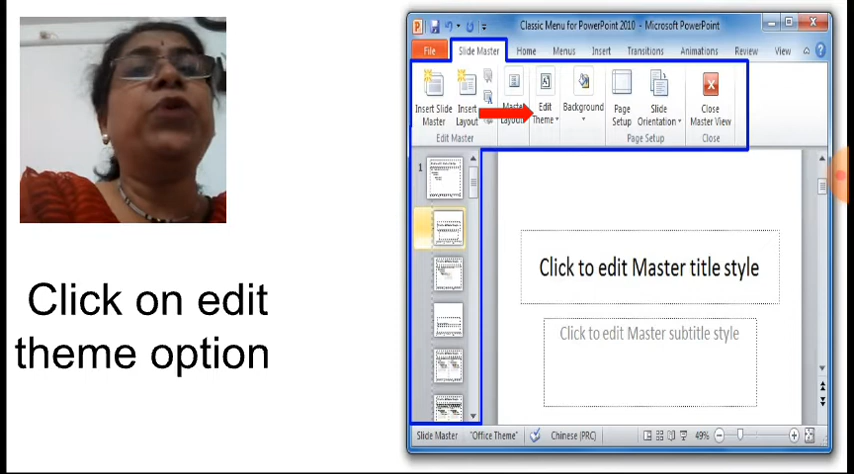 Click on edit
theme option
Classic Menu for PowerPoint 2010 - Microsoft PowerPoint
File Slide Master Home Menus Insert Transitions Animations Review View
Insert Slide Master
Insert Layout
Master Layout
Edit Theme
Background
Page Setup
Slide Orientation
Close Master View
Edit Master Page Setup Close
1
Click to edit Master title style
Click to edit Master subtitle style
Slide Master "Office Theme" Chinese (PRC) 49%